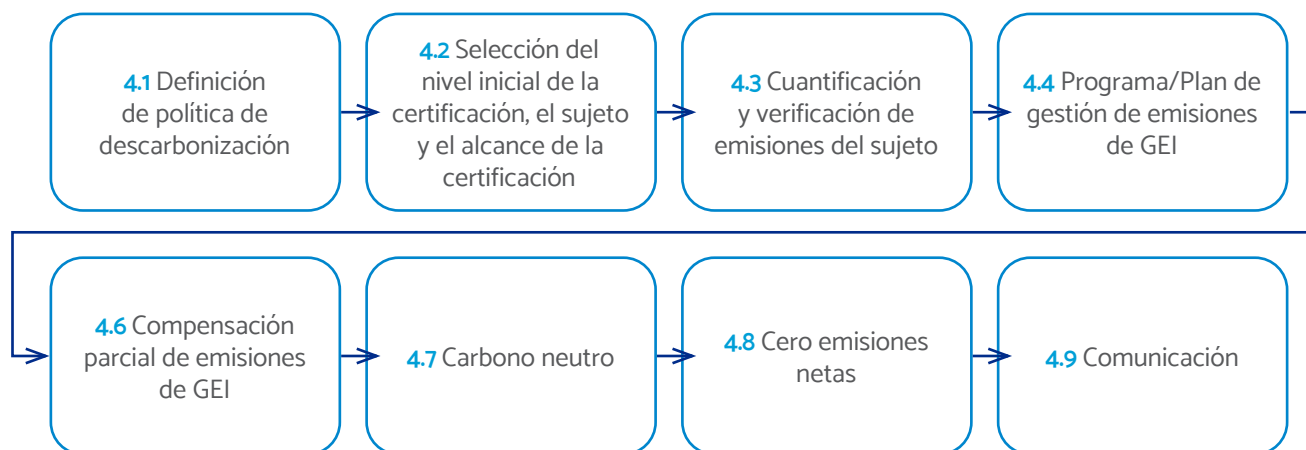 4.1 Definición
de política de
descarbonización
4.2 Selección del
nivel inicial de la
certificación, el sujeto
y el alcance de la
certificación
4.3 Cuantificación
y verificación de
emisiones del sujeto
4.4 Programa/Plan de
gestión de emisiones
de GEI
4.6 Compensación
parcial de emisiones
de GEI
4.7 Carbono neutro
4.8 Cero emisiones
netas
4.9 Comunicación